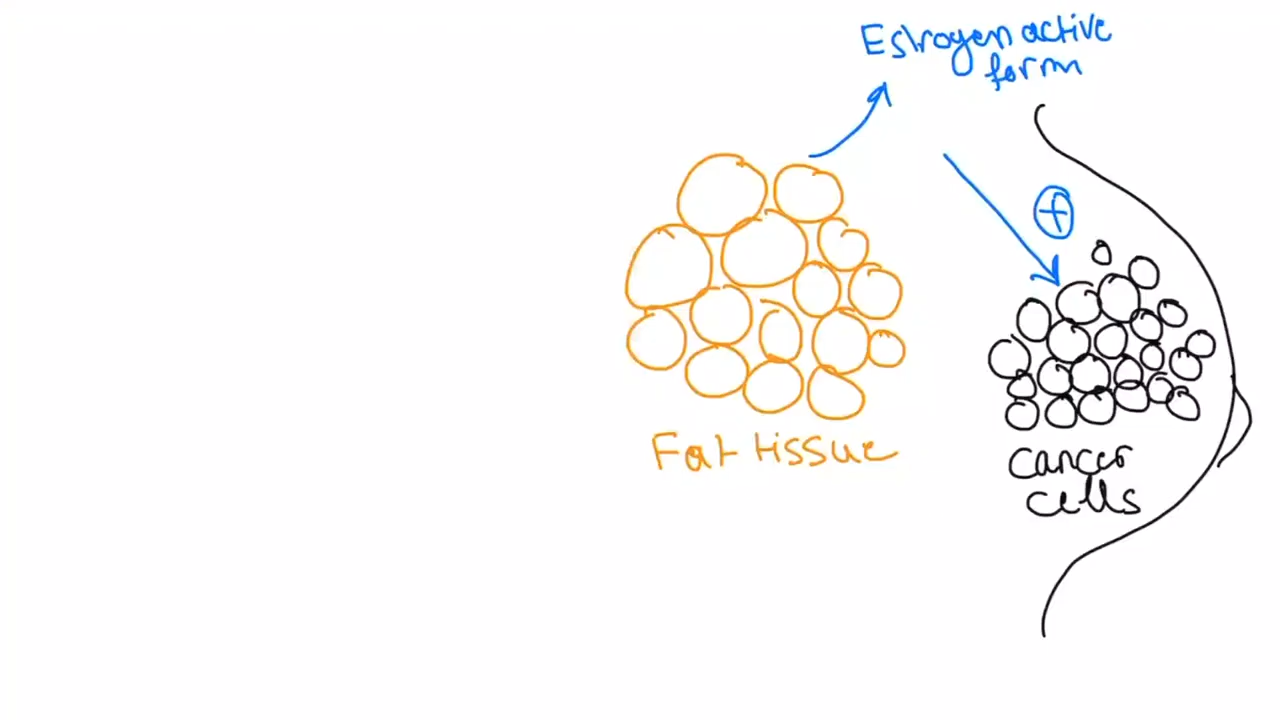 Estrogen active
form
+
Fat tissue
cancer
cells